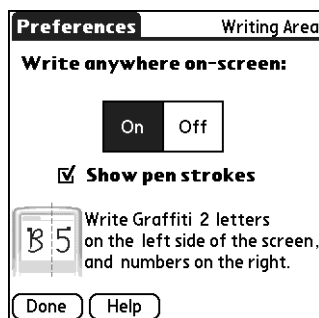 Preferences Writing Area
Write anywhere on-screen:
On Off
Show pen strokes
B 5
Write Graffiti 2 letters
on the left side of the screen,
and numbers on the right.
Done Help